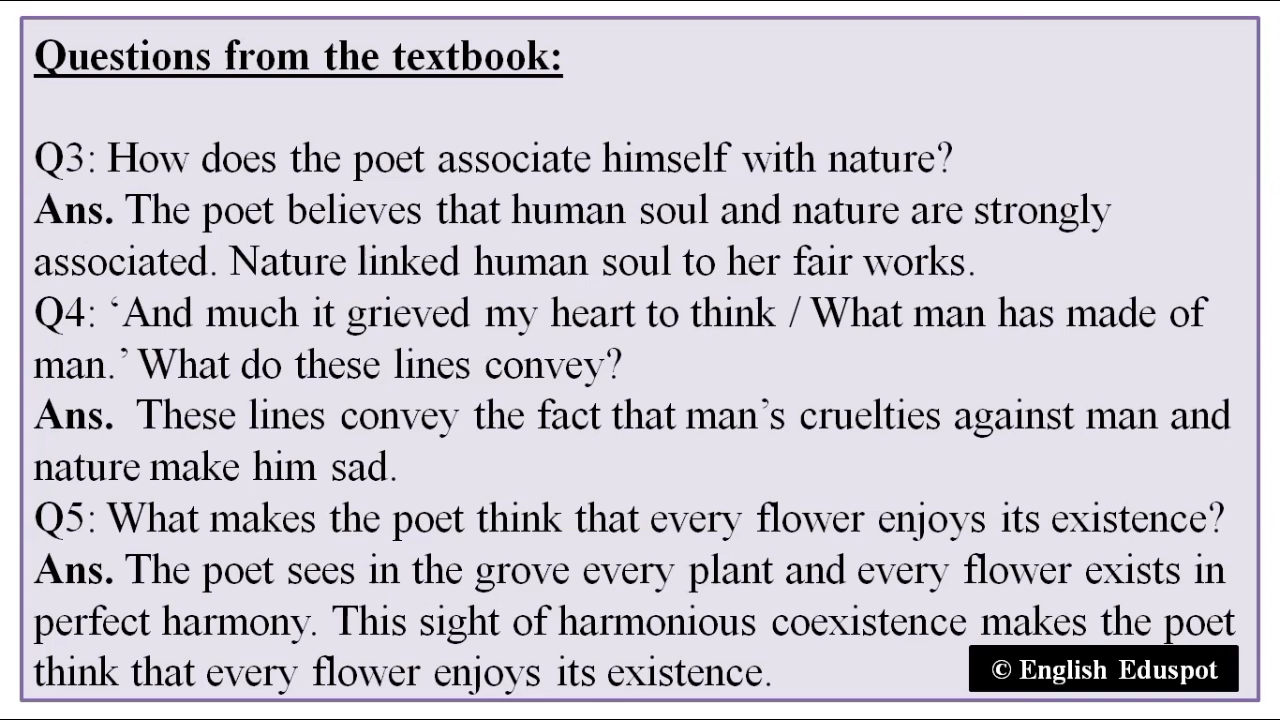 Questions from the textbook:
Q3: How does the poet associate himself with nature?
Ans. The poet believes that human soul and nature are strongly
associated. Nature linked human soul to her fair works.
Q4: ‘And much it grieved my heart to think / What man has made of
man.’ What do these lines convey?
Ans. These lines convey the fact that man’s cruelties against man and
nature make him sad.
Q5: What makes the poet think that every flower enjoys its existence?
Ans. The poet sees in the grove every plant and every flower exists in
perfect harmony. This sight of harmonious coexistence makes the poet
think that every flower enjoys its existence.
© English Eduspot